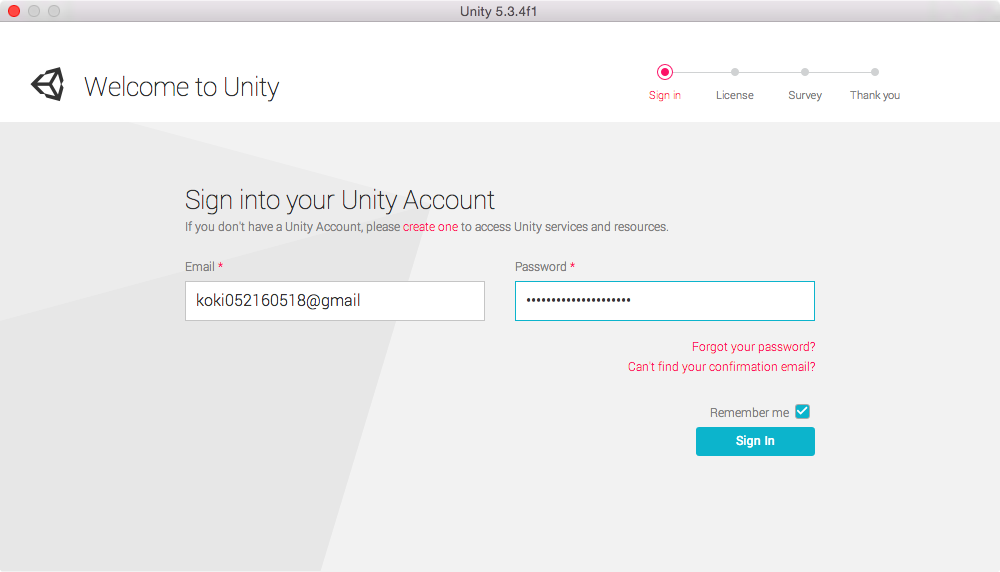 Unity 5.3.4f1
Welcome to Unity
Sign in License Survey Thank you
Sign into your Unity Account
If you don't have a Unity Account, please create one to access Unity services and resources.
Email * Password *
koki052160518@gmail •••••••••••••••••••••
Forgot your password?
Can't find your confirmation email?
Remember me
Sign In